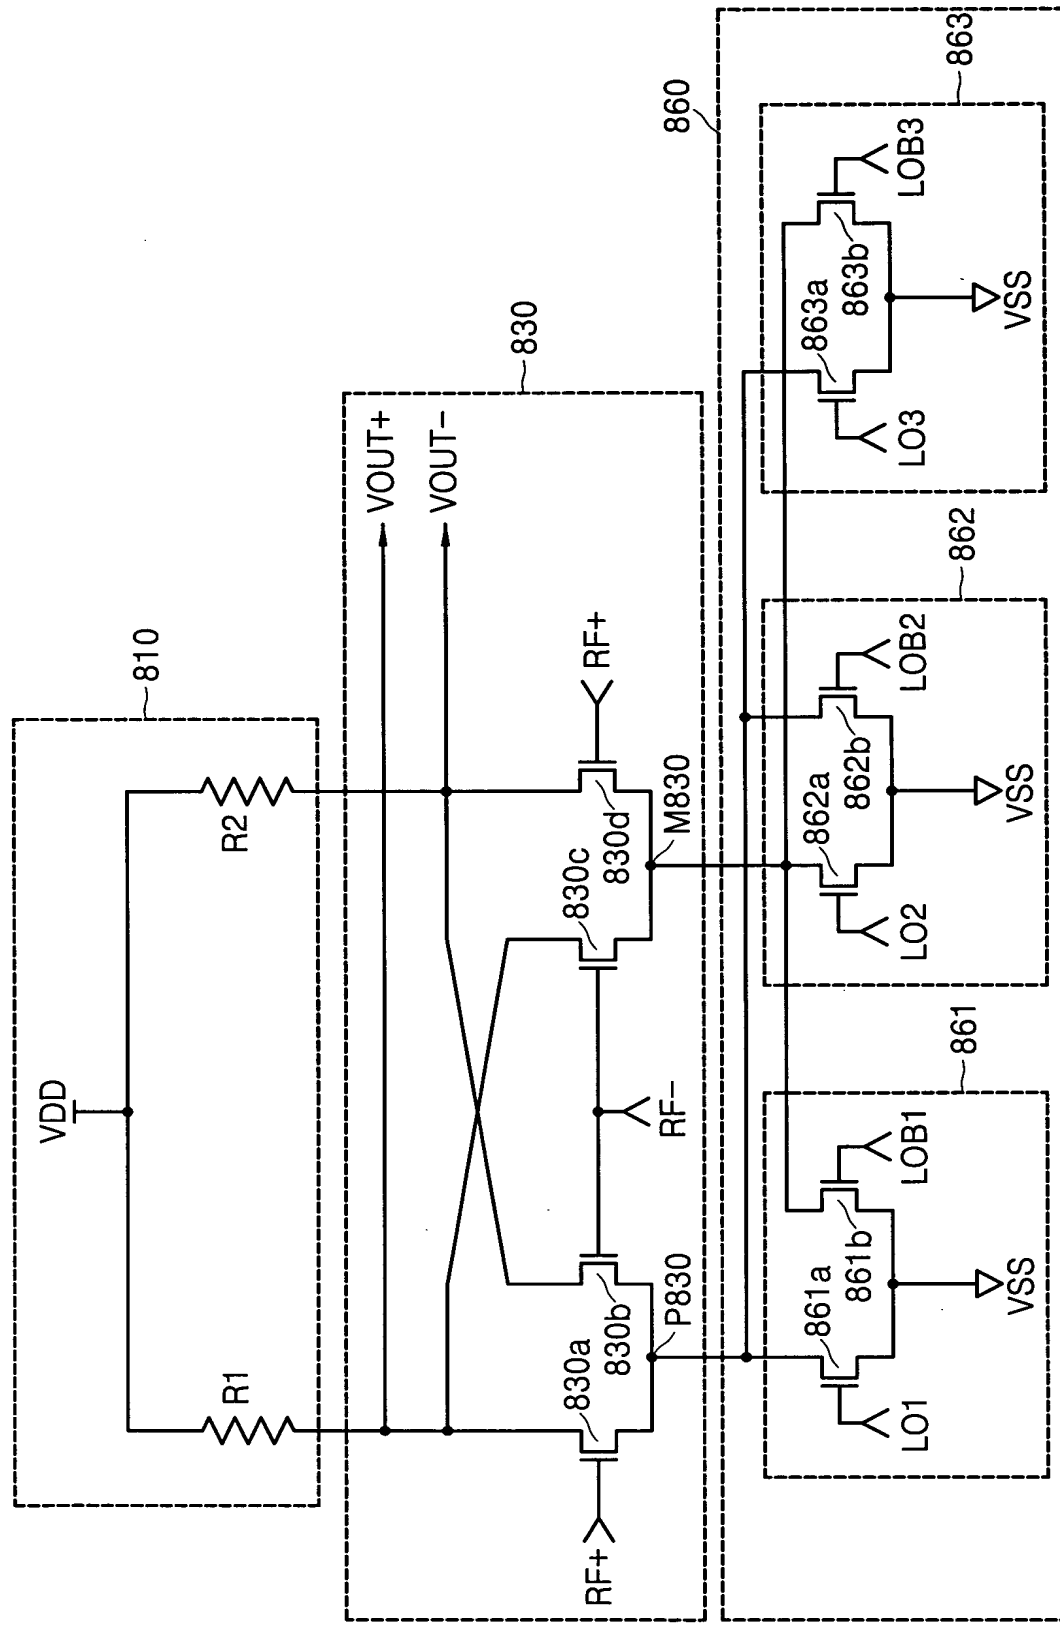 810
VDD
R1
R2
830
VOUT+
VOUT-
RF+
830a
830b
RF-
830c
830d
RF+
P830
M830
860
861
LO1
861a
861b
LOB1
VSS
862
LO2
862a
862b
LOB2
VSS
863
LO3
863a
863b
LOB3
VSS